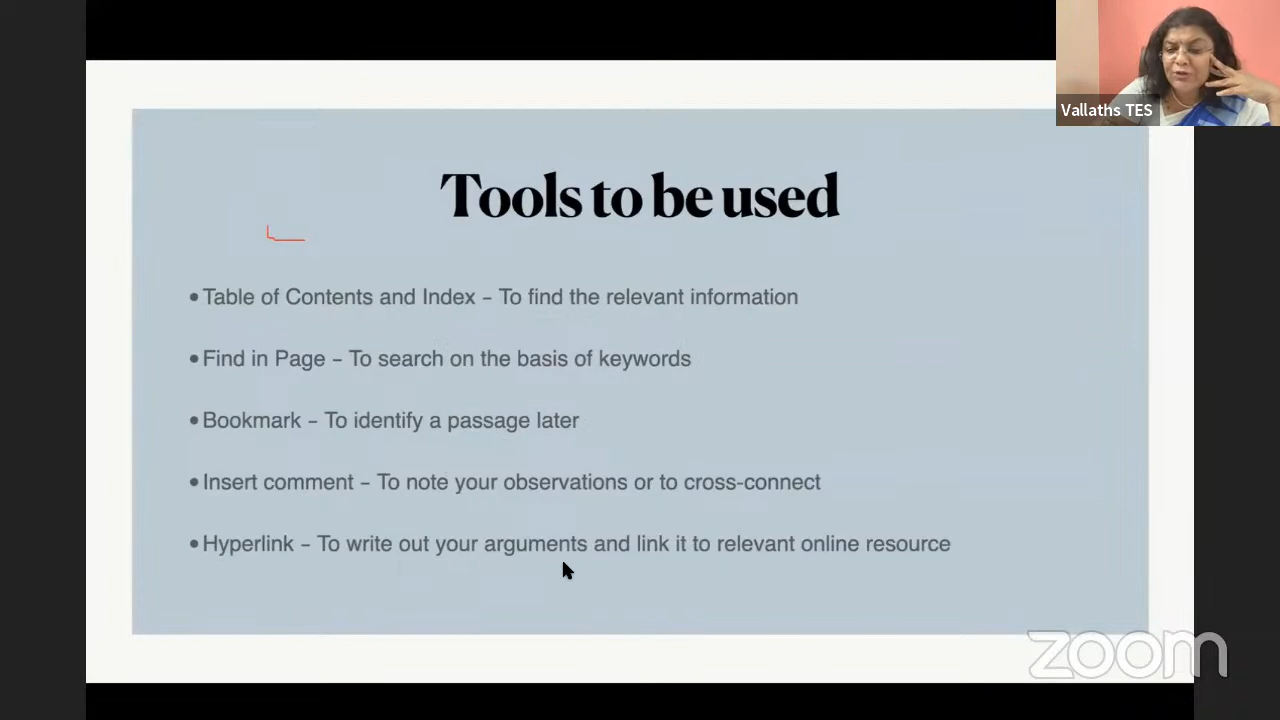 Vallaths TES
Tools to be used
•Table of Contents and Index – To find the relevant information
•Find in Page – To search on the basis of keywords
•Bookmark – To identify a passage later
•Insert comment – To note your observations or to cross-connect
•Hyperlink – To write out your arguments and link it to relevant online resource
zoom